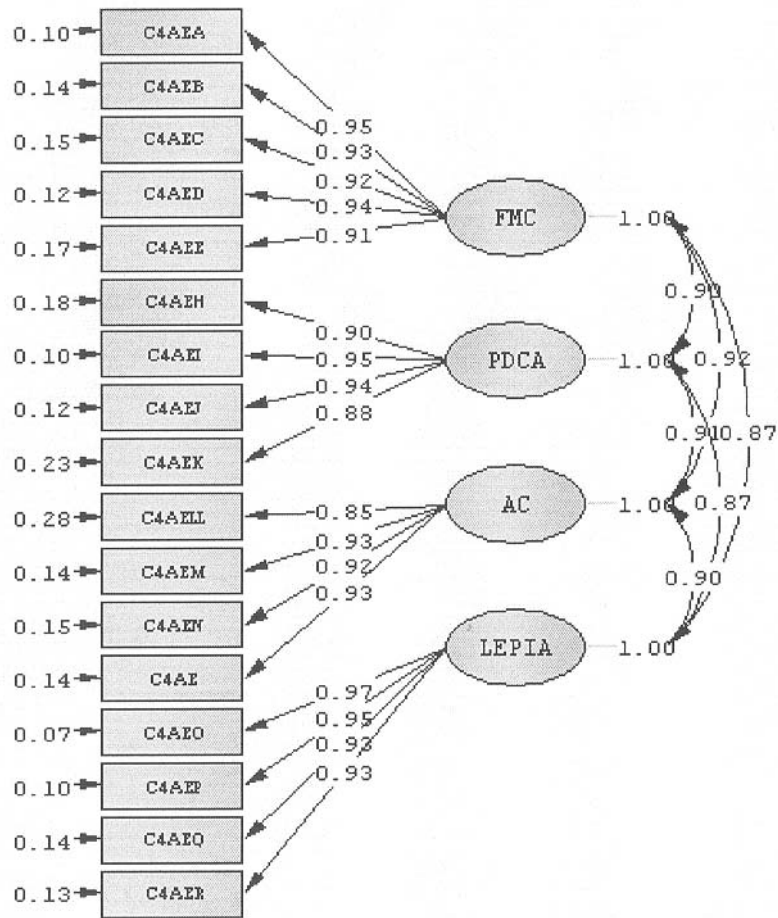 0.10 C4AEA
0.14 C4AEB
0.95
0.15 C4AEC
0.93
0.92
0.12 C4AED
0.94
FMC 1.00
0.91
0.17 C4AEE
0.18 C4AEH
0.90
0.90
0.10 C4AEI
0.95
PDCA 1.00
0.92
0.94
0.12 C4AEJ
0.88
0.91
0.87
0.23 C4AEK
0.28 C4AELL
0.85
AC 1.00
0.87
0.93
0.14 C4AEM
0.92
0.90
0.93
0.15 C4AEN
LEPIA 1.00
0.14 C4AE
0.97
0.07 C4AEO
0.95
0.93
0.93
0.10 C4AEP
0.14 C4AEQ
0.13 C4AER